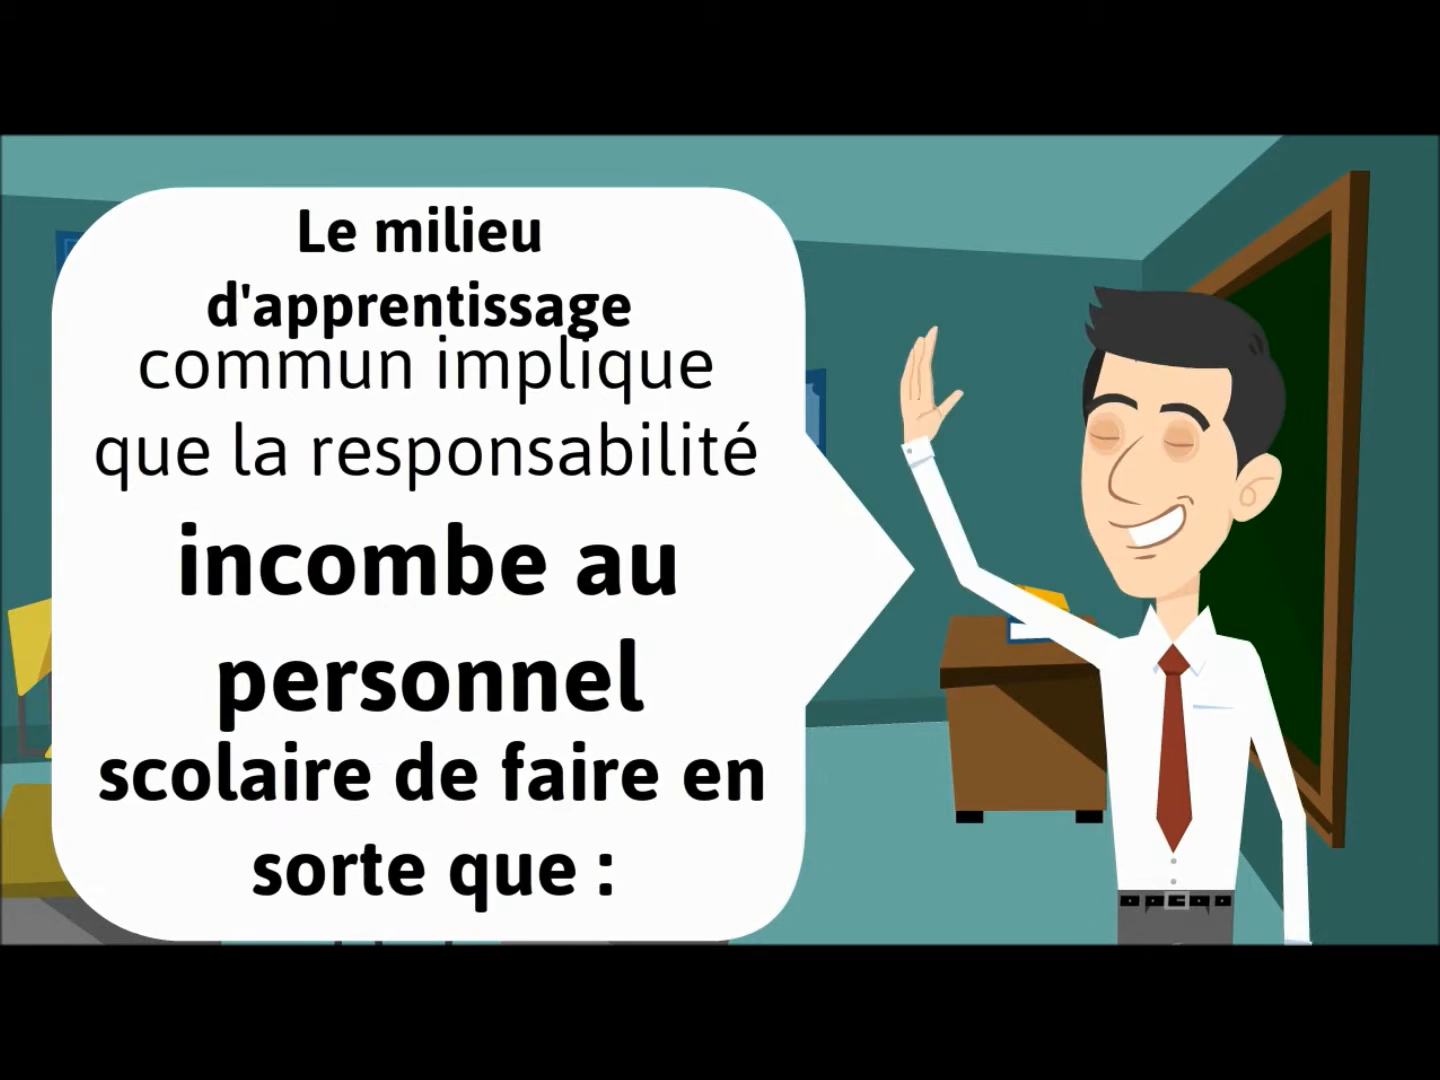 Le milieu
d'apprentissage
commun implique
que la responsabilité
incombe au
personnel
scolaire de faire en
sorte que :